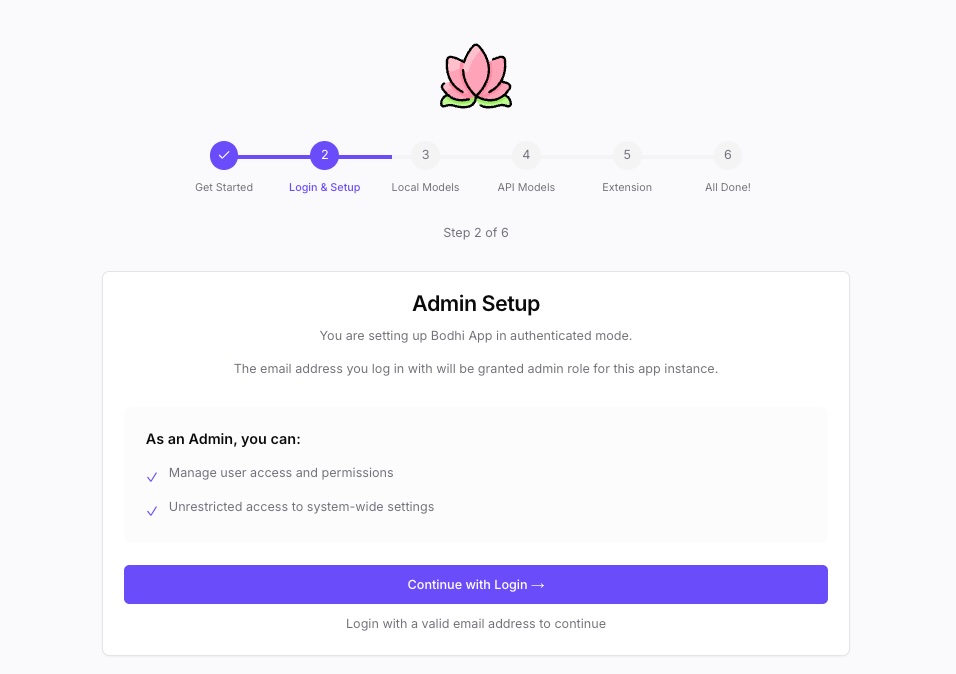 2 3 4 5 6
Get Started Login & Setup Local Models API Models Extension All Done!
Step 2 of 6
Admin Setup
You are setting up Bodhi App in authenticated mode.
The email address you log in with will be granted admin role for this app instance.
As an Admin, you can:
Manage user access and permissions
Unrestricted access to system-wide settings
Continue with Login →
Login with a valid email address to continue